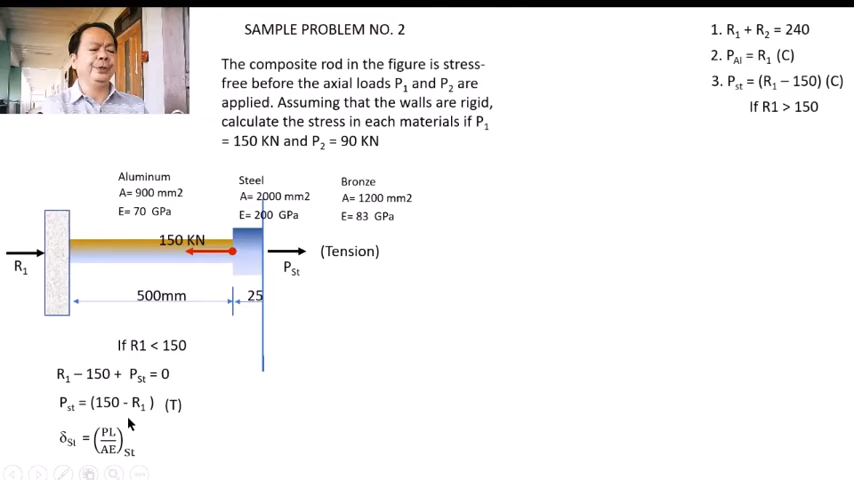 SAMPLE PROBLEM NO. 2
The composite rod in the figure is stress-
free before the axial loads P₁ and P₂ are
applied. Assuming that the walls are rigid,
calculate the stress in each materials if P₁
= 150 KN and P₂ = 90 KN
1. R₁ + R₂ = 240
2. P_Al = R₁ (C)
3. P_st = (R₁ – 150) (C)
If R1 > 150
Aluminum
A= 900 mm2
E= 70 GPa
Steel
A= 2000 mm2
E= 200 GPa
Bronze
A= 1200 mm2
E= 83 GPa
150 KN
R₁
P_St
(Tension)
500mm
25
If R1 < 150
R₁ – 150 + P_St = 0
P_st = (150 - R₁ ) (T)
δ_St = (PL/AE)_St